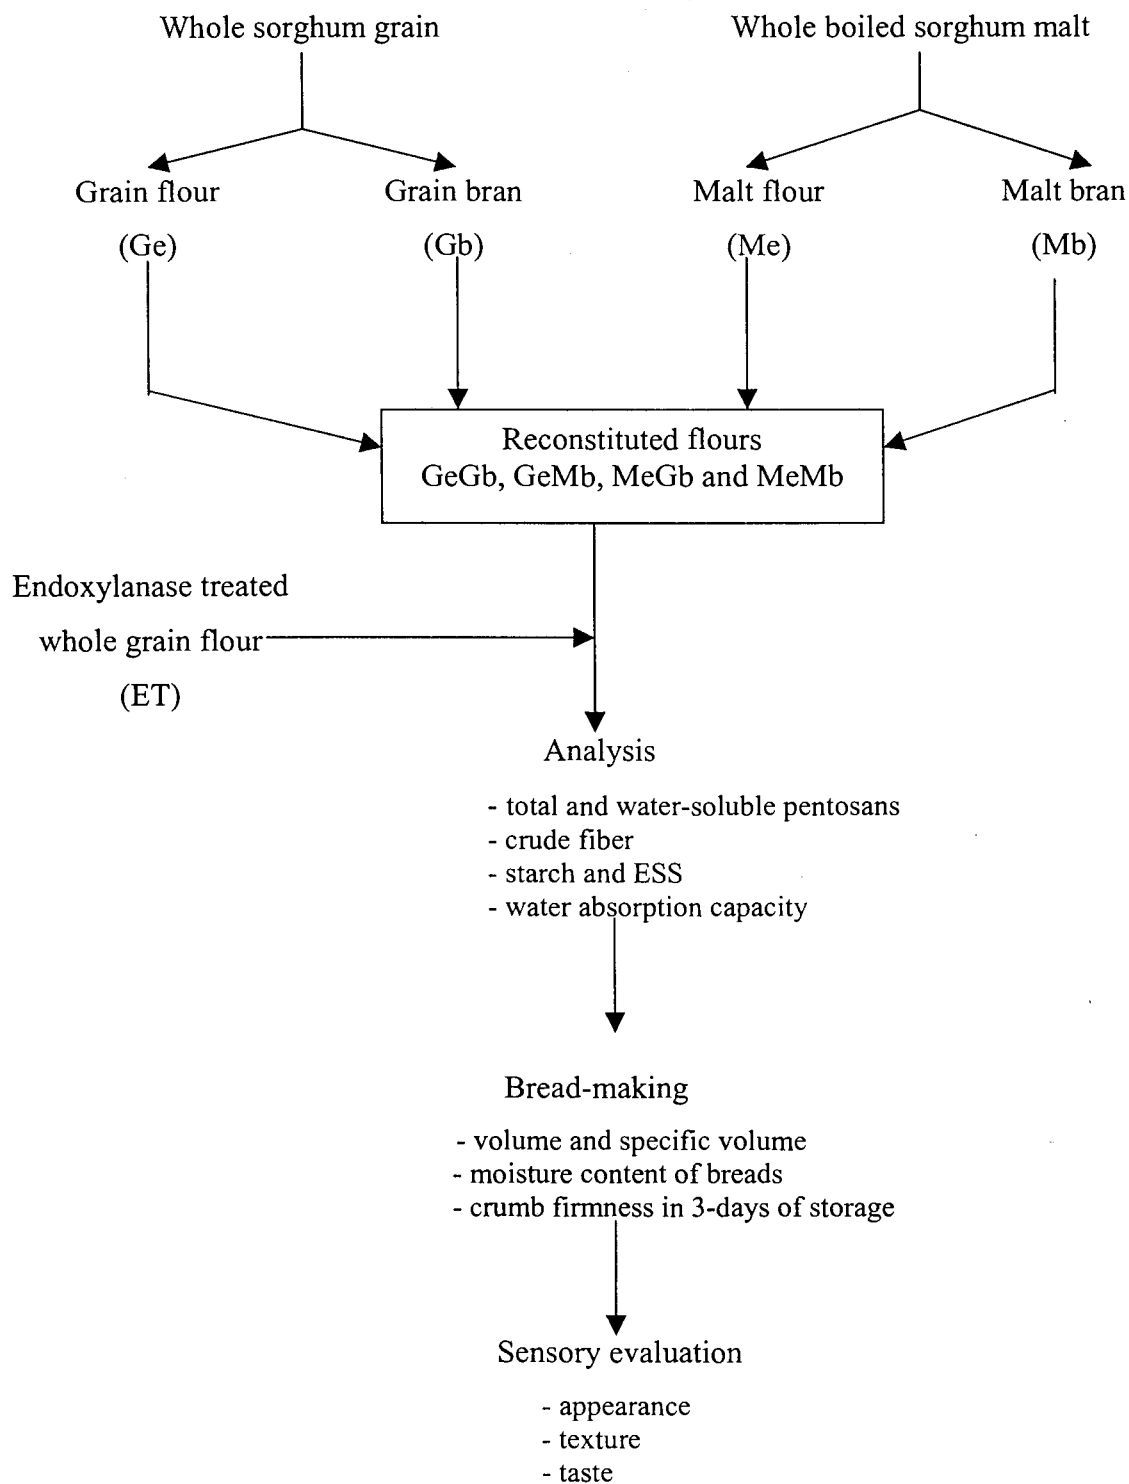 Whole sorghum grain
Whole boiled sorghum malt
Grain flour
Grain bran
Malt flour
Malt bran
(Ge)
(Gb)
(Me)
(Mb)
Reconstituted flours
GeGb, GeMb, MeGb and MeMb
Endoxylanase treated
whole grain flour
(ET)
Analysis
- total and water-soluble pentosans
- crude fiber
- starch and ESS
- water absorption capacity
Bread-making
- volume and specific volume
- moisture content of breads
- crumb firmness in 3-days of storage
Sensory evaluation
- appearance
- texture
- taste